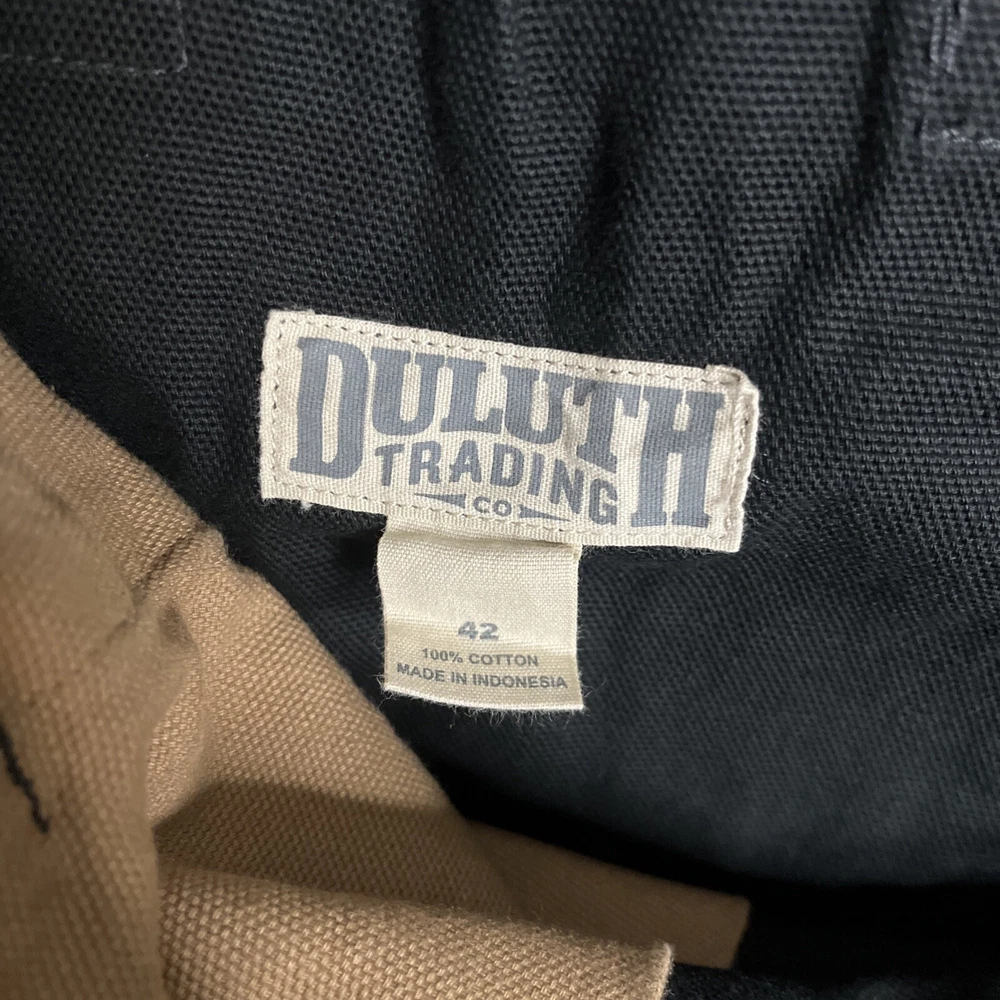 DULUTH
TRADING
CO
42
100% COTTON
MADE IN INDONESIA